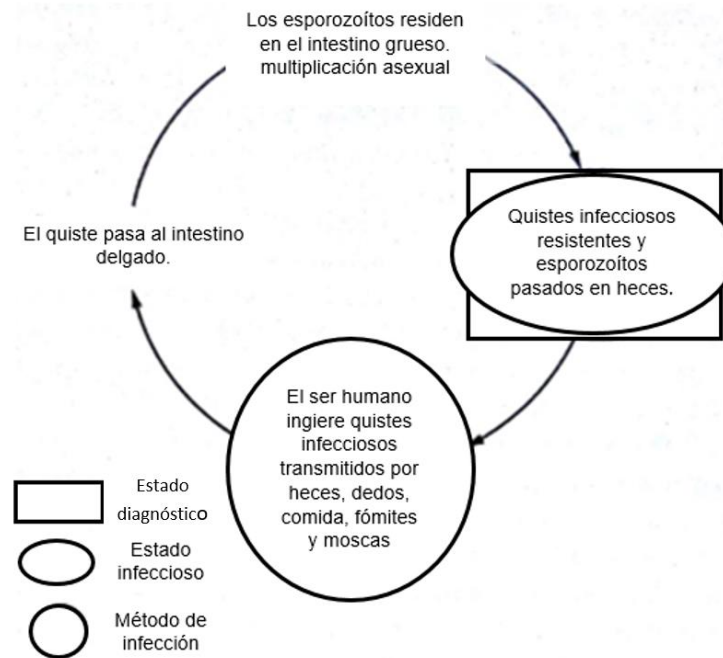 Los esporozoítos residen
en el intestino grueso.
multiplicación asexual
Quistes infecciosos
resistentes y
esporozoítos
pasados en heces.
El quiste pasa al intestino
delgado.
El ser humano
ingiere quistes
infecciosos
transmitidos por
heces, dedos,
comida, fómites
y moscas
Estado
diagnóstico
Estado
infeccioso
Método de
infección